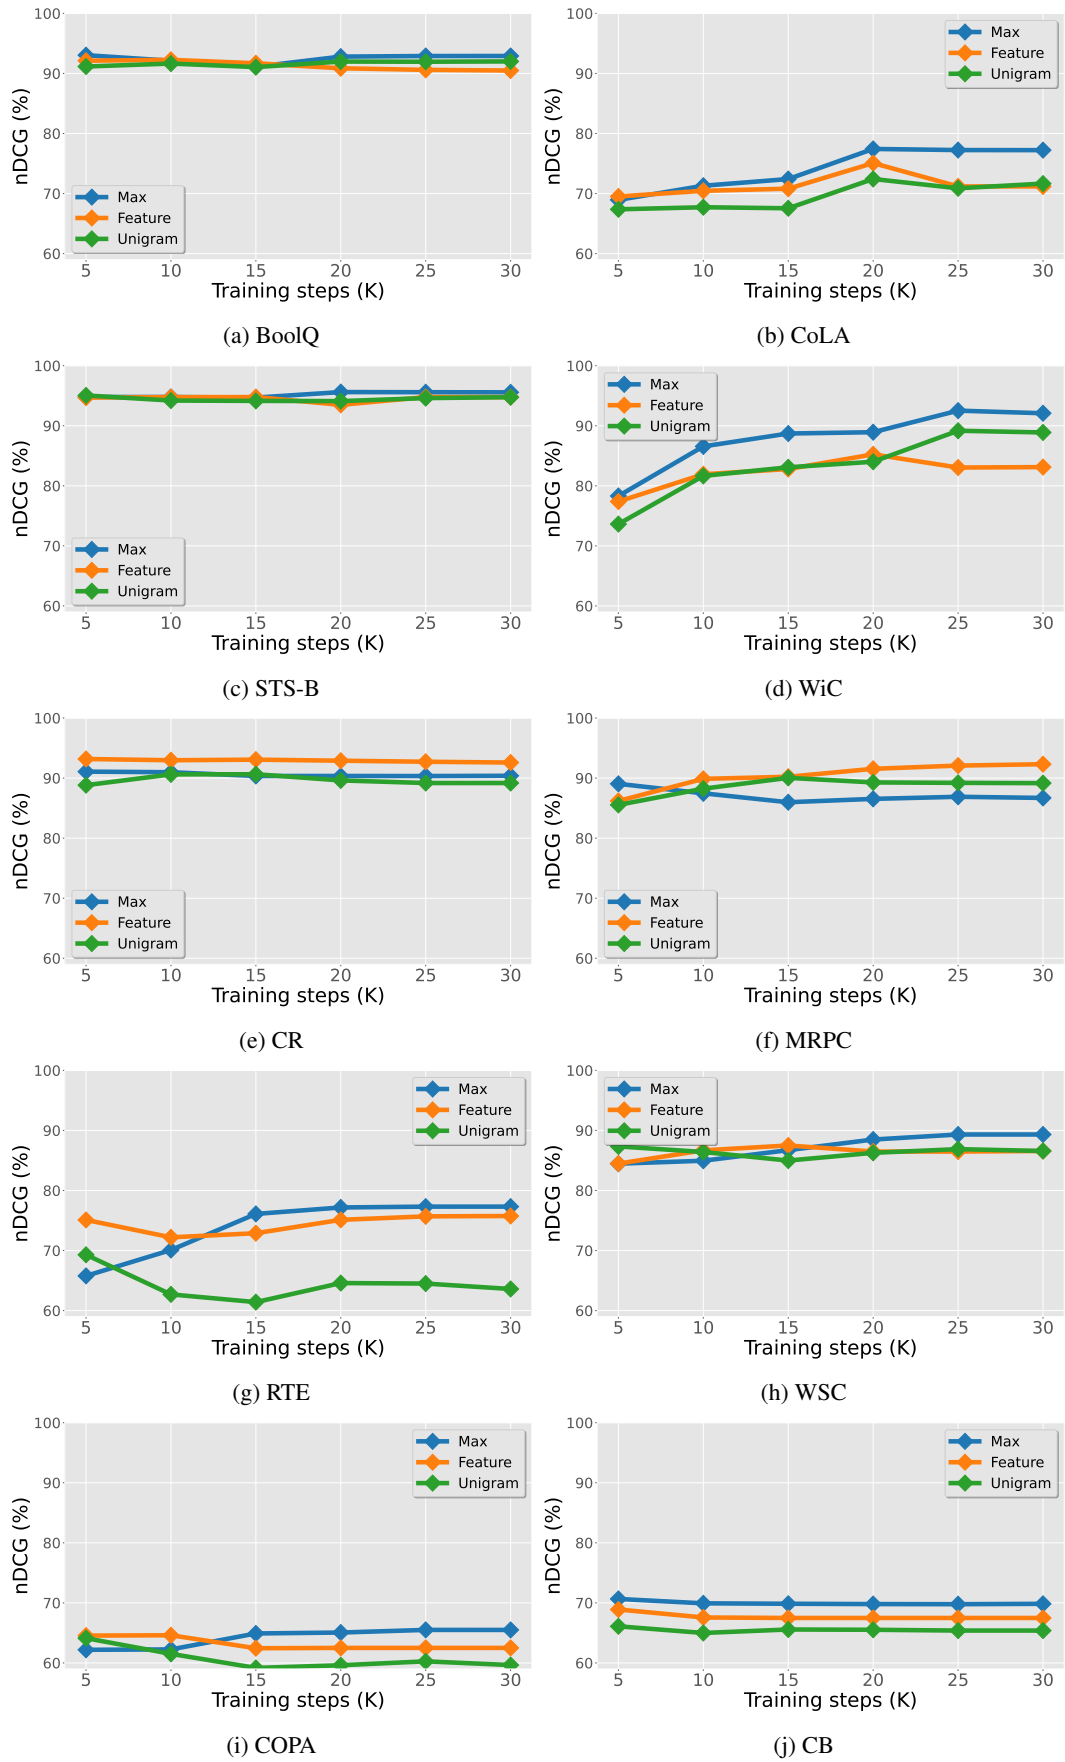 100
90
80
70
60
nDCG (%)
Max
Feature
Unigram
5 10 15 20 25 30
Training steps (K)
(a) BoolQ
100
90
80
70
60
nDCG (%)
Max
Feature
Unigram
5 10 15 20 25 30
Training steps (K)
(b) CoLA
100
90
80
70
60
nDCG (%)
Max
Feature
Unigram
5 10 15 20 25 30
Training steps (K)
(c) STS-B
100
90
80
70
60
nDCG (%)
Max
Feature
Unigram
5 10 15 20 25 30
Training steps (K)
(d) WiC
100
90
80
70
60
nDCG (%)
Max
Feature
Unigram
5 10 15 20 25 30
Training steps (K)
(e) CR
100
90
80
70
60
nDCG (%)
Max
Feature
Unigram
5 10 15 20 25 30
Training steps (K)
(f) MRPC
100
90
80
70
60
nDCG (%)
Max
Feature
Unigram
5 10 15 20 25 30
Training steps (K)
(g) RTE
100
90
80
70
60
nDCG (%)
Max
Feature
Unigram
5 10 15 20 25 30
Training steps (K)
(h) WSC
100
90
80
70
60
nDCG (%)
Max
Feature
Unigram
5 10 15 20 25 30
Training steps (K)
(i) COPA
100
90
80
70
60
nDCG (%)
Max
Feature
Unigram
5 10 15 20 25 30
Training steps (K)
(j) CB